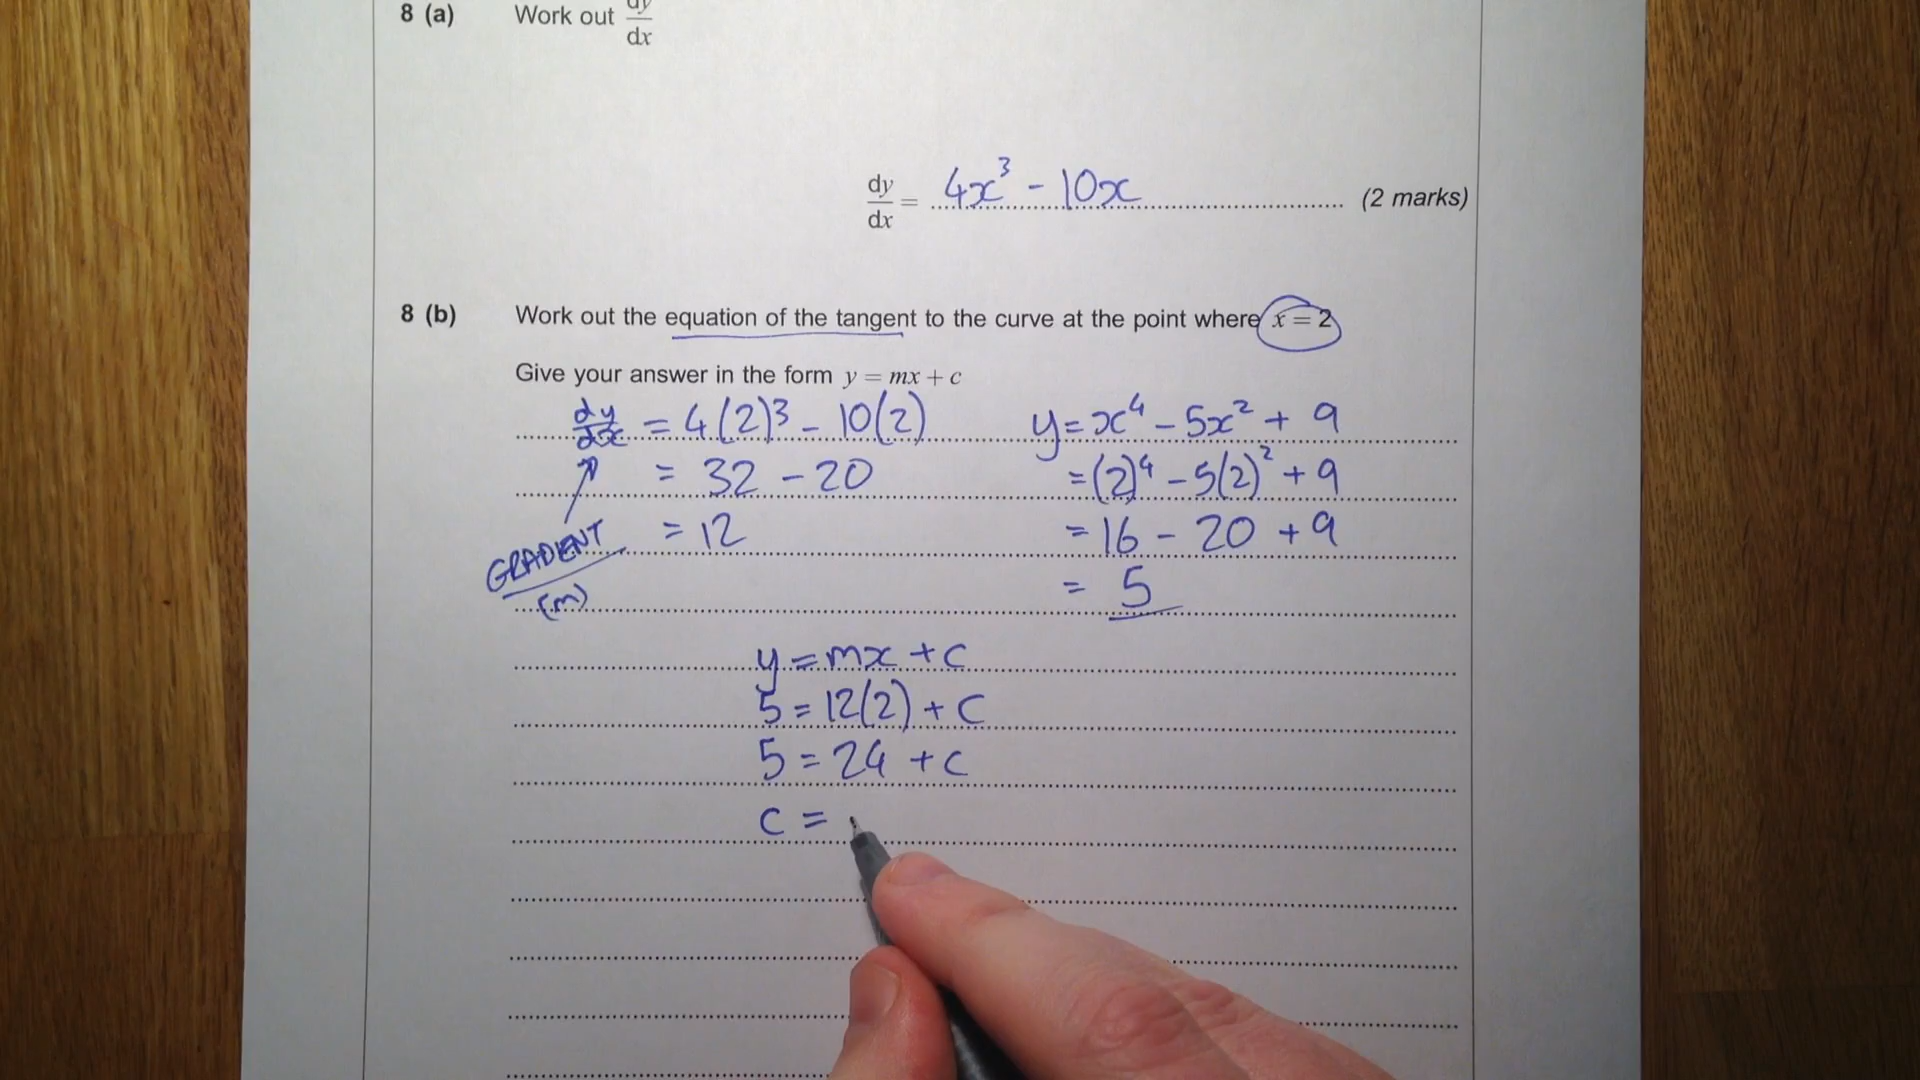 8 (a) Work out dy/dx
dy/dx = 4x³ - 10x (2 marks)
8 (b) Work out the equation of the tangent to the curve at the point where x = 2
Give your answer in the form y = mx + c
dy/dx = 4(2)³ - 10(2)
= 32 - 20
= 12
GRADIENT
(m)
y = x⁴ - 5x² + 9
= (2)⁴ - 5(2)² + 9
= 16 - 20 + 9
= 5
y = mx + c
5 = 12(2) + c
5 = 24 + c
c =